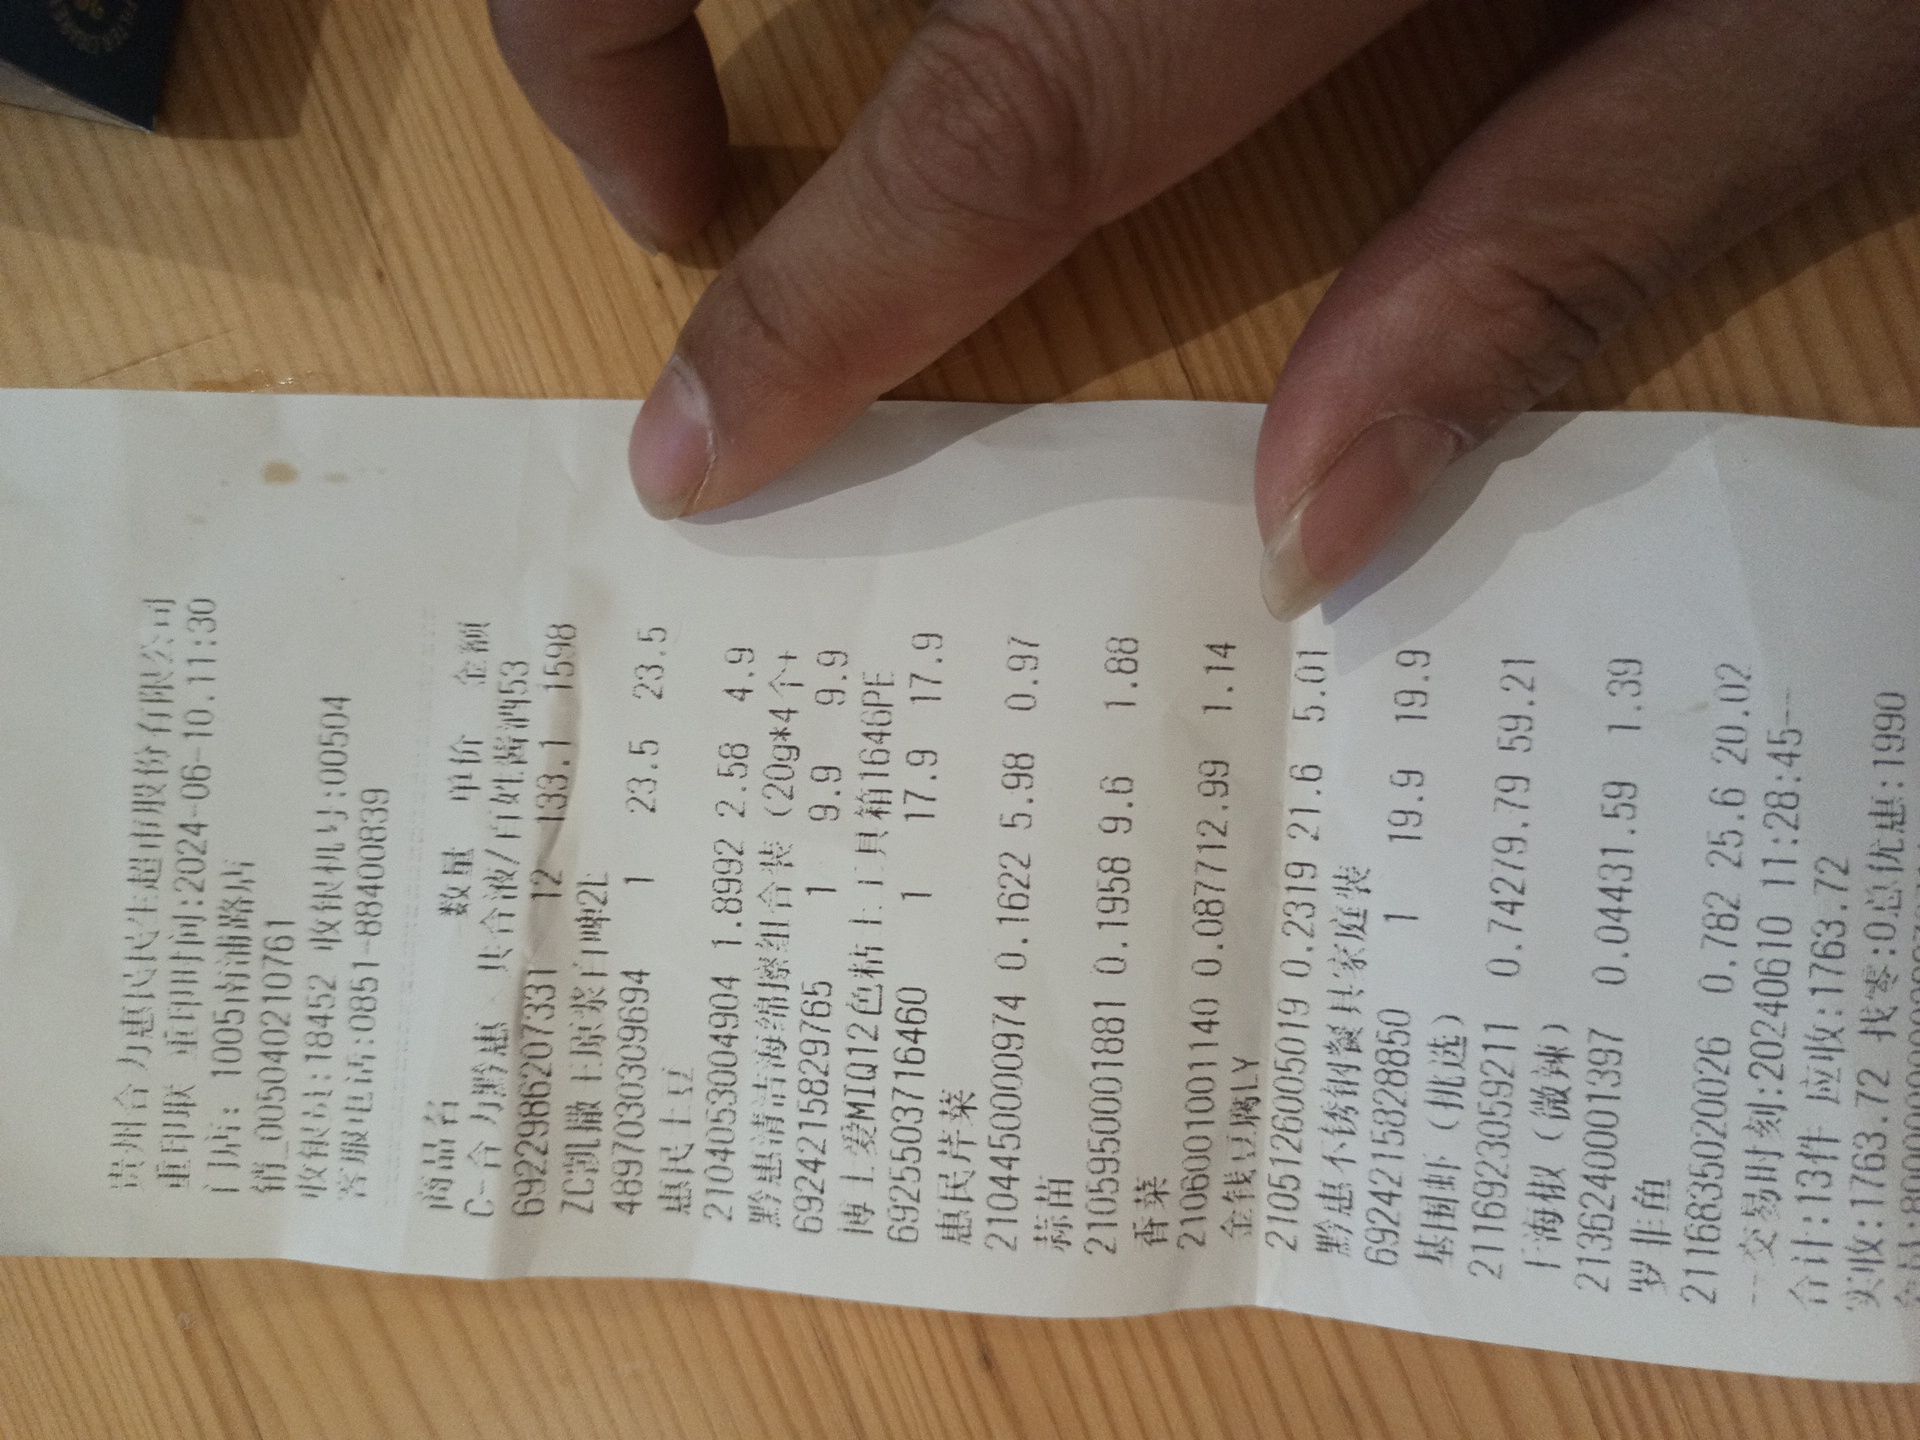 贵州合力惠民民生超市股份有限公司
重印联 重印时间:2024-06-10.11:30
门店: 1005南浦路店
销_005040210761
收银员:18452 收银机号:00504
客服电话:0851-88400839
商品名 数量 单价 金额
C-合力黔惠 共合液/百姓酱酒53
6922986207331 12 133.1 1598
ZC凯撒王原浆白啤2L
4897030309694 1 23.5 23.5
惠民土豆
2104053004904 1.8992 2.58 4.9
黔惠清洁海绵擦组合装（20g*4个+
6924215829765 1 9.9 9.9
博士爱MIQ12色粘土工具箱1646PE
6925503716460 1 17.9 17.9
惠民芹菜
2104450000974 0.1622 5.98 0.97
蒜苗
2105950001881 0.1958 9.6 1.88
香菜
2106001001140 0.087712.99 1.14
金钱豆腐LY
2105126005019 0.2319 21.6 5.01
黔惠不锈钢餐具家庭装
6924215828850 1 19.9 19.9
基围虾（挑选）
2116923059211 0.74279.79 59.21
干海椒（微辣）
2136240001397 0.04431.59 1.39
罗非鱼
2116835020026 0.782 25.6 20.02
--交易时刻:20240610 11:28:45--
合计:13件 应收:1763.72
实收:1763.72 找零:0总优惠:1990